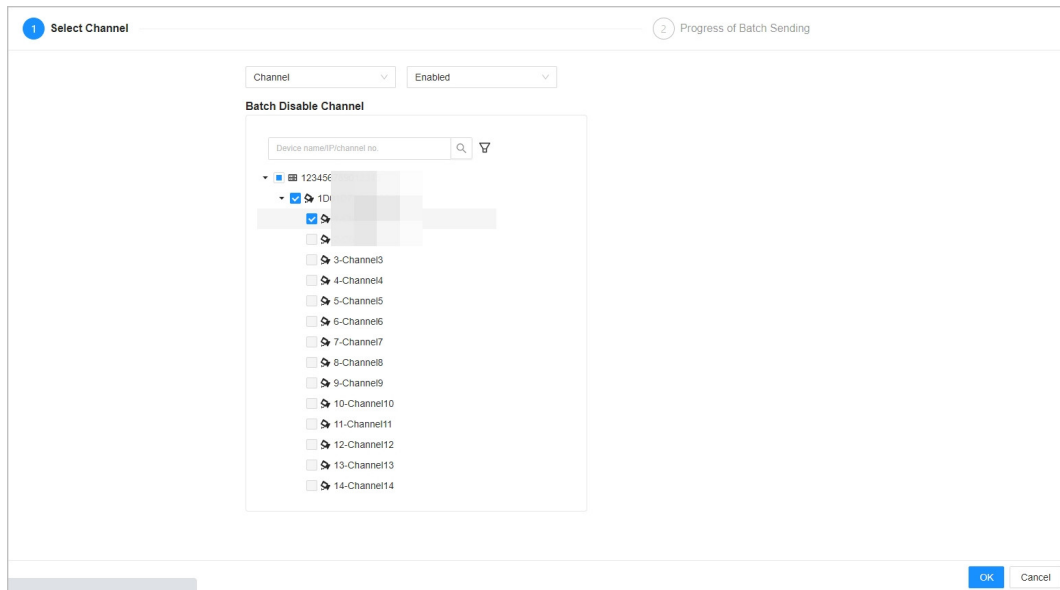 1 Select Channel
2 Progress of Batch Sending
Channel
Enabled
Batch Disable Channel
Device name/IP/channel no.
123456
1D
3-Channel3
4-Channel4
5-Channel5
6-Channel6
7-Channel7
8-Channel8
9-Channel9
10-Channel10
11-Channel11
12-Channel12
13-Channel13
14-Channel14
OK
Cancel